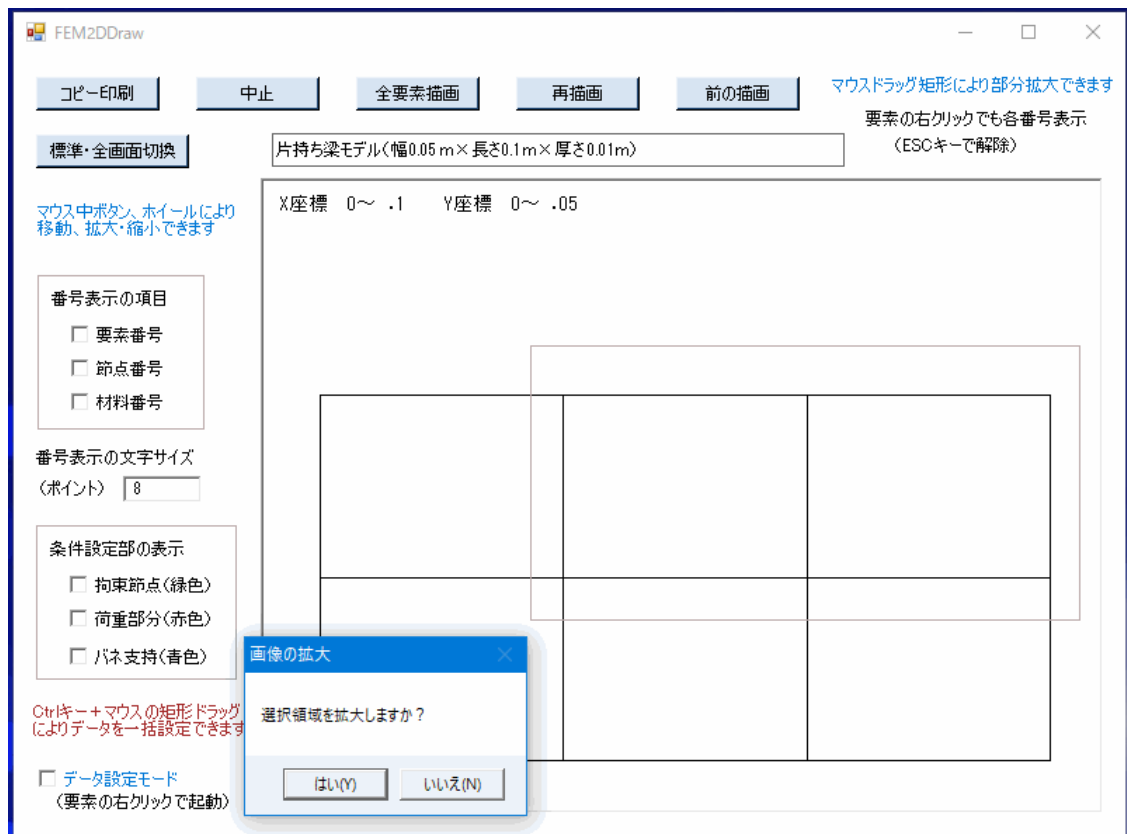 FEM2DDraw
コピー印刷
中止
全要素描画
再描画
前の描画
マウスドラッグ矩形により部分拡大できます
要素の右クリックでも各番号表示
(ESCキーで解除)
標準・全画面切換
片持ち梁モデル(幅0.05ｍ×長さ0.1ｍ×厚さ0.01ｍ)
X座標 0～ .1 Y座標 0～ .05
マウス中ボタン、ホイールにより
移動、拡大・縮小できます
番号表示の項目
要素番号
節点番号
材料番号
番号表示の文字サイズ
(ポイント) 8
条件設定部の表示
拘束節点(緑色)
荷重部分(赤色)
バネ支持(青色)
Ctrlキー＋マウスの矩形ドラッグ
によりデータを一括設定できます
データ設定モード
(要素の右クリックで起動)
画像の拡大
選択領域を拡大しますか？
はい(Y)
いいえ(N)